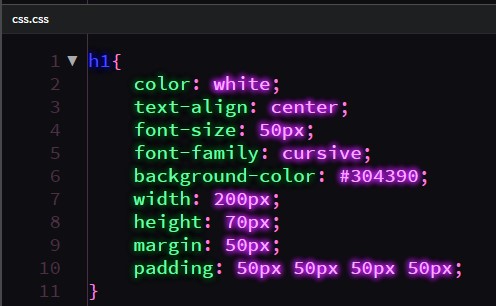 css.css
1 ▼ h1{
2 color: white;
3 text-align: center;
4 font-size: 50px;
5 font-family: cursive;
6 background-color: #304390;
7 width: 200px;
8 height: 70px;
9 margin: 50px;
10 padding: 50px 50px 50px 50px;
11 }